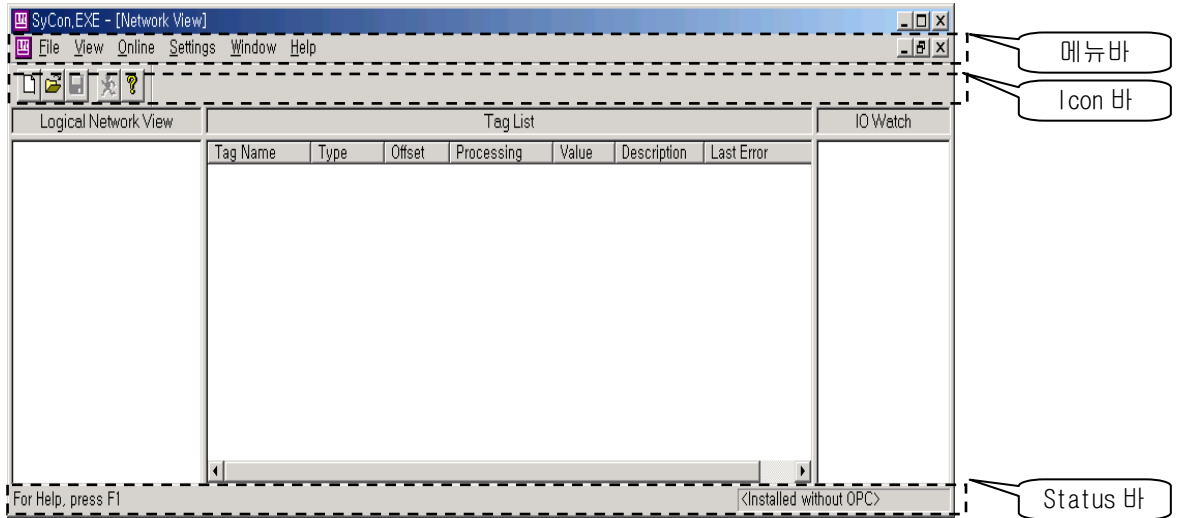 SyCon,EXE - [Network View]
File View Online Settings Window Help
메뉴바
Icon 바
Logical Network View Tag List IO Watch
Tag Name Type Offset Processing Value Description Last Error
For Help, press F1 <Installed without OPC>
Status 바